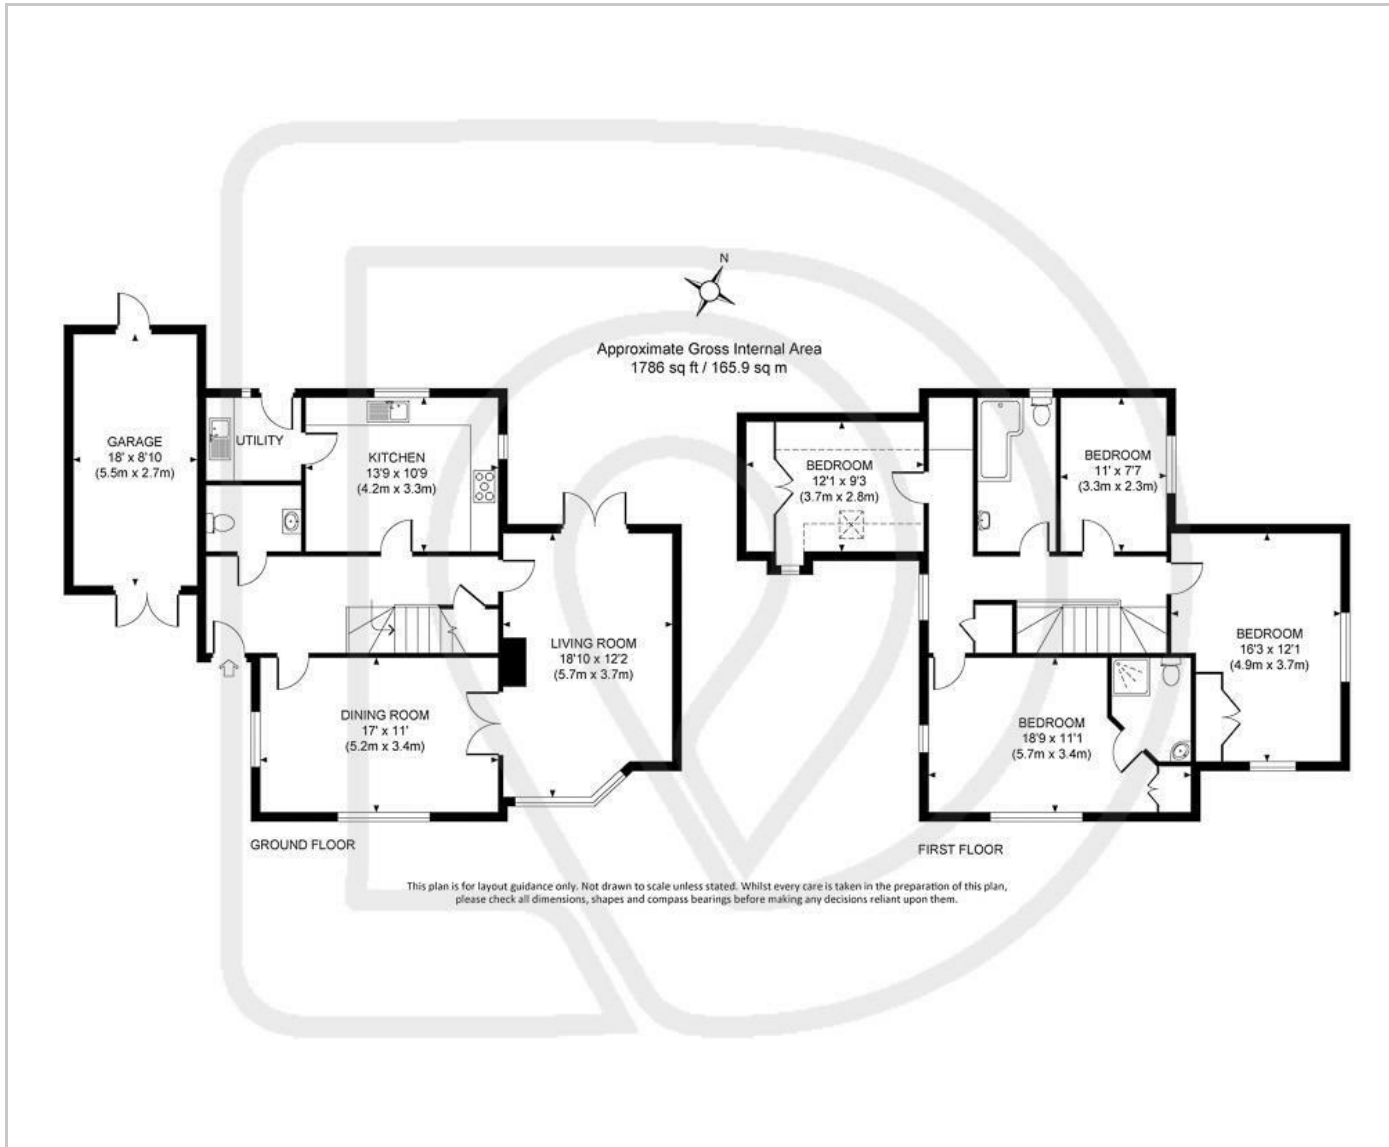 N
Approximate Gross Internal Area
1786 sq ft / 165.9 sq m
GARAGE
18' x 8'10
(5.5m x 2.7m)
UTILITY
KITCHEN
13'9 x 10'9
(4.2m x 3.3m)
LIVING ROOM
18'10 x 12'2
(5.7m x 3.7m)
DINING ROOM
17' x 11'
(5.2m x 3.4m)
GROUND FLOOR
BEDROOM
12'1 x 9'3
(3.7m x 2.8m)
BEDROOM
11' x 7'7
(3.3m x 2.3m)
BEDROOM
16'3 x 12'1
(4.9m x 3.7m)
BEDROOM
18'9 x 11'1
(5.7m x 3.4m)
FIRST FLOOR
This plan is for layout guidance only. Not drawn to scale unless stated. Whilst every care is taken in the preparation of this plan,
please check all dimensions, shapes and compass bearings before making any decisions reliant upon them.